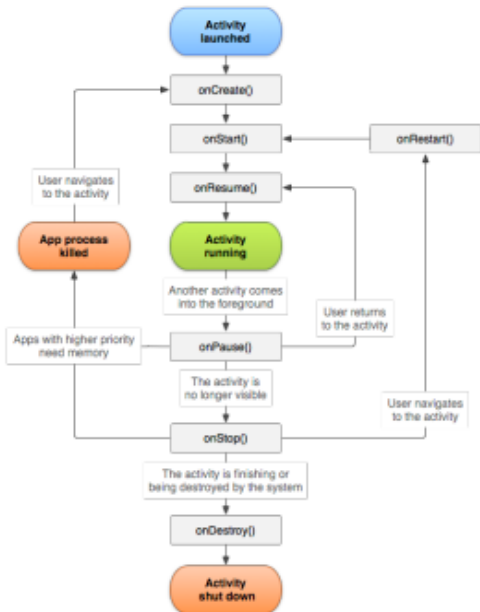 Activity
launched
onCreate()
onStart()
onRestart()
User navigates
to the activity
onResume()
App process
killed
Activity
running
Another activity comes
into the foreground
User returns
to the activity
Apps with higher priority
need memory
onPause()
The activity is
no longer visible
User navigates
to the activity
onStop()
The activity is finishing or
being destroyed by the system
onDestroy()
Activity
shut down